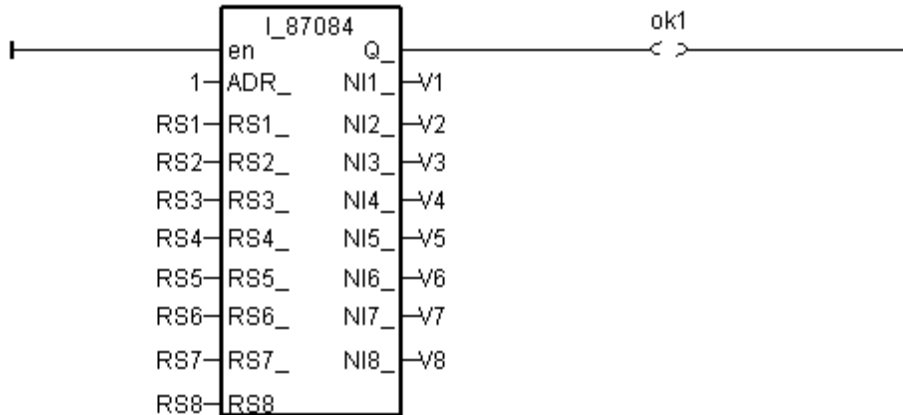 I_87084
ok1
en Q_
1 ADR_ NI1_ V1
RS1 RS1_ NI2_ V2
RS2 RS2_ NI3_ V3
RS3 RS3_ NI4_ V4
RS4 RS4_ NI5_ V5
RS5 RS5_ NI6_ V6
RS6 RS6_ NI7_ V7
RS7 RS7_ NI8_ V8
RS8 RS8